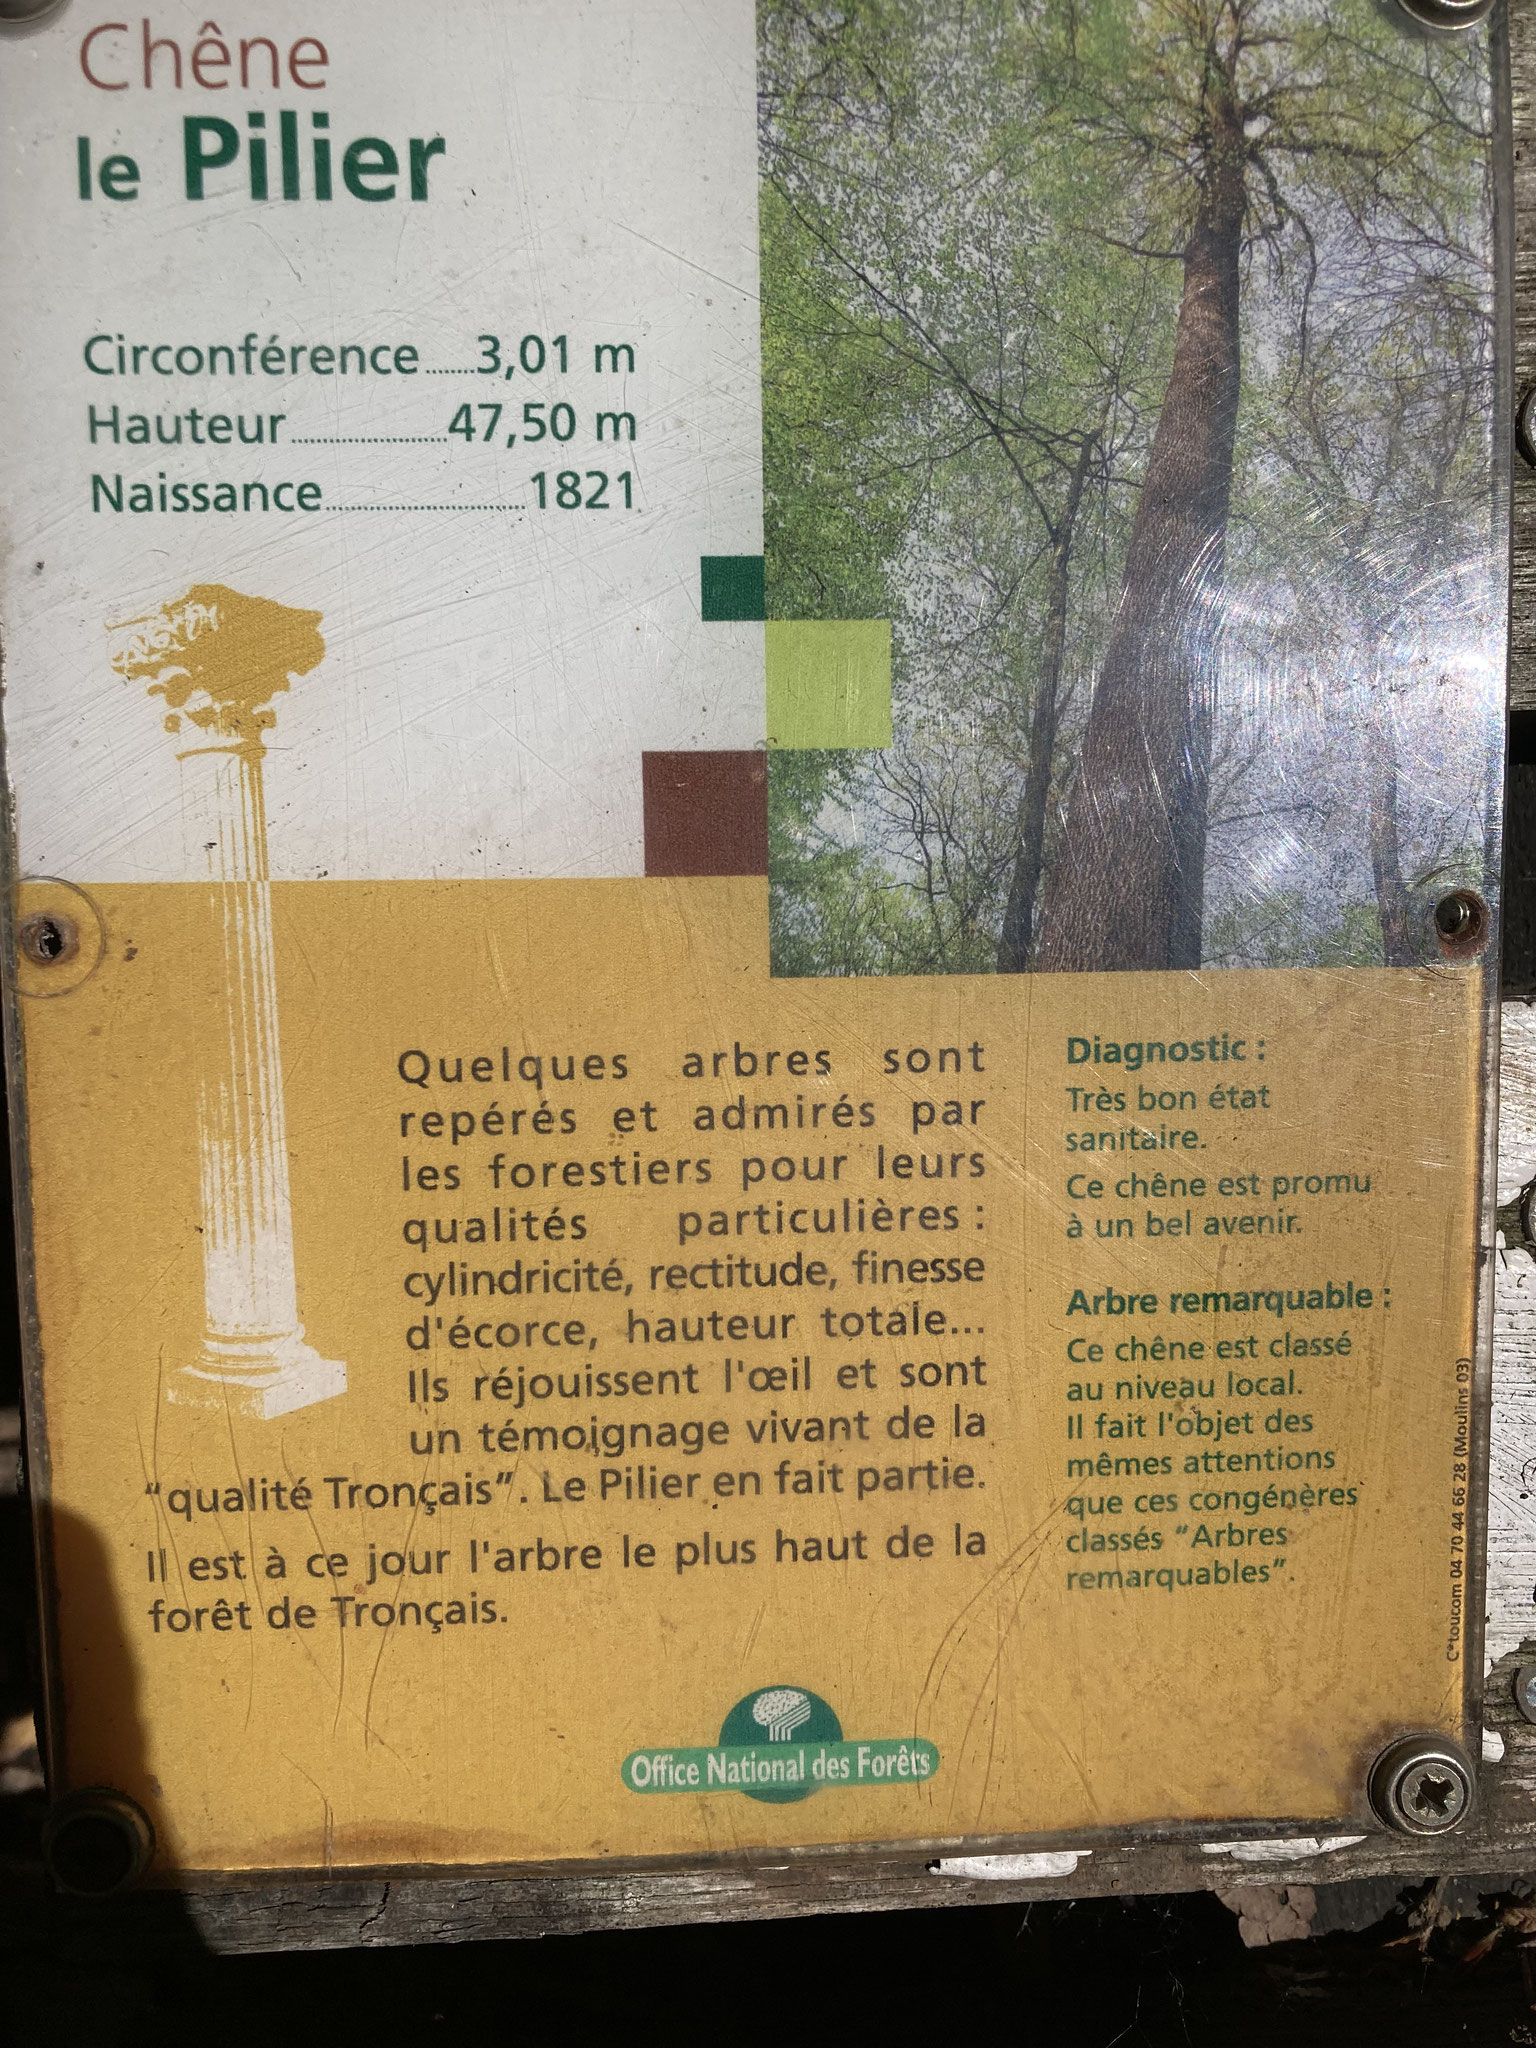 Chêne
le Pilier
Circonférence.......3,01 m
Hauteur.......................47,50 m
Naissance.............................1821
Quelques arbres sont
repérés et admirés par
les forestiers pour leurs
qualités particulières :
cylindricité, rectitude, finesse
d'écorce, hauteur totale...
Ils réjouissent l'œil et sont
un témoignage vivant de la
"qualité Tronçais". Le Pilier en fait partie.
Il est à ce jour l'arbre le plus haut de la
forêt de Tronçais.
Diagnostic :
Très bon état
sanitaire.
Ce chêne est promu
à un bel avenir.
Arbre remarquable :
Ce chêne est classé
au niveau local.
Il fait l'objet des
mêmes attentions
que ces congénères
classés "Arbres
remarquables".
C*toucom 04 70 44 66 28 (Moulins 03)
Office National des Forêts